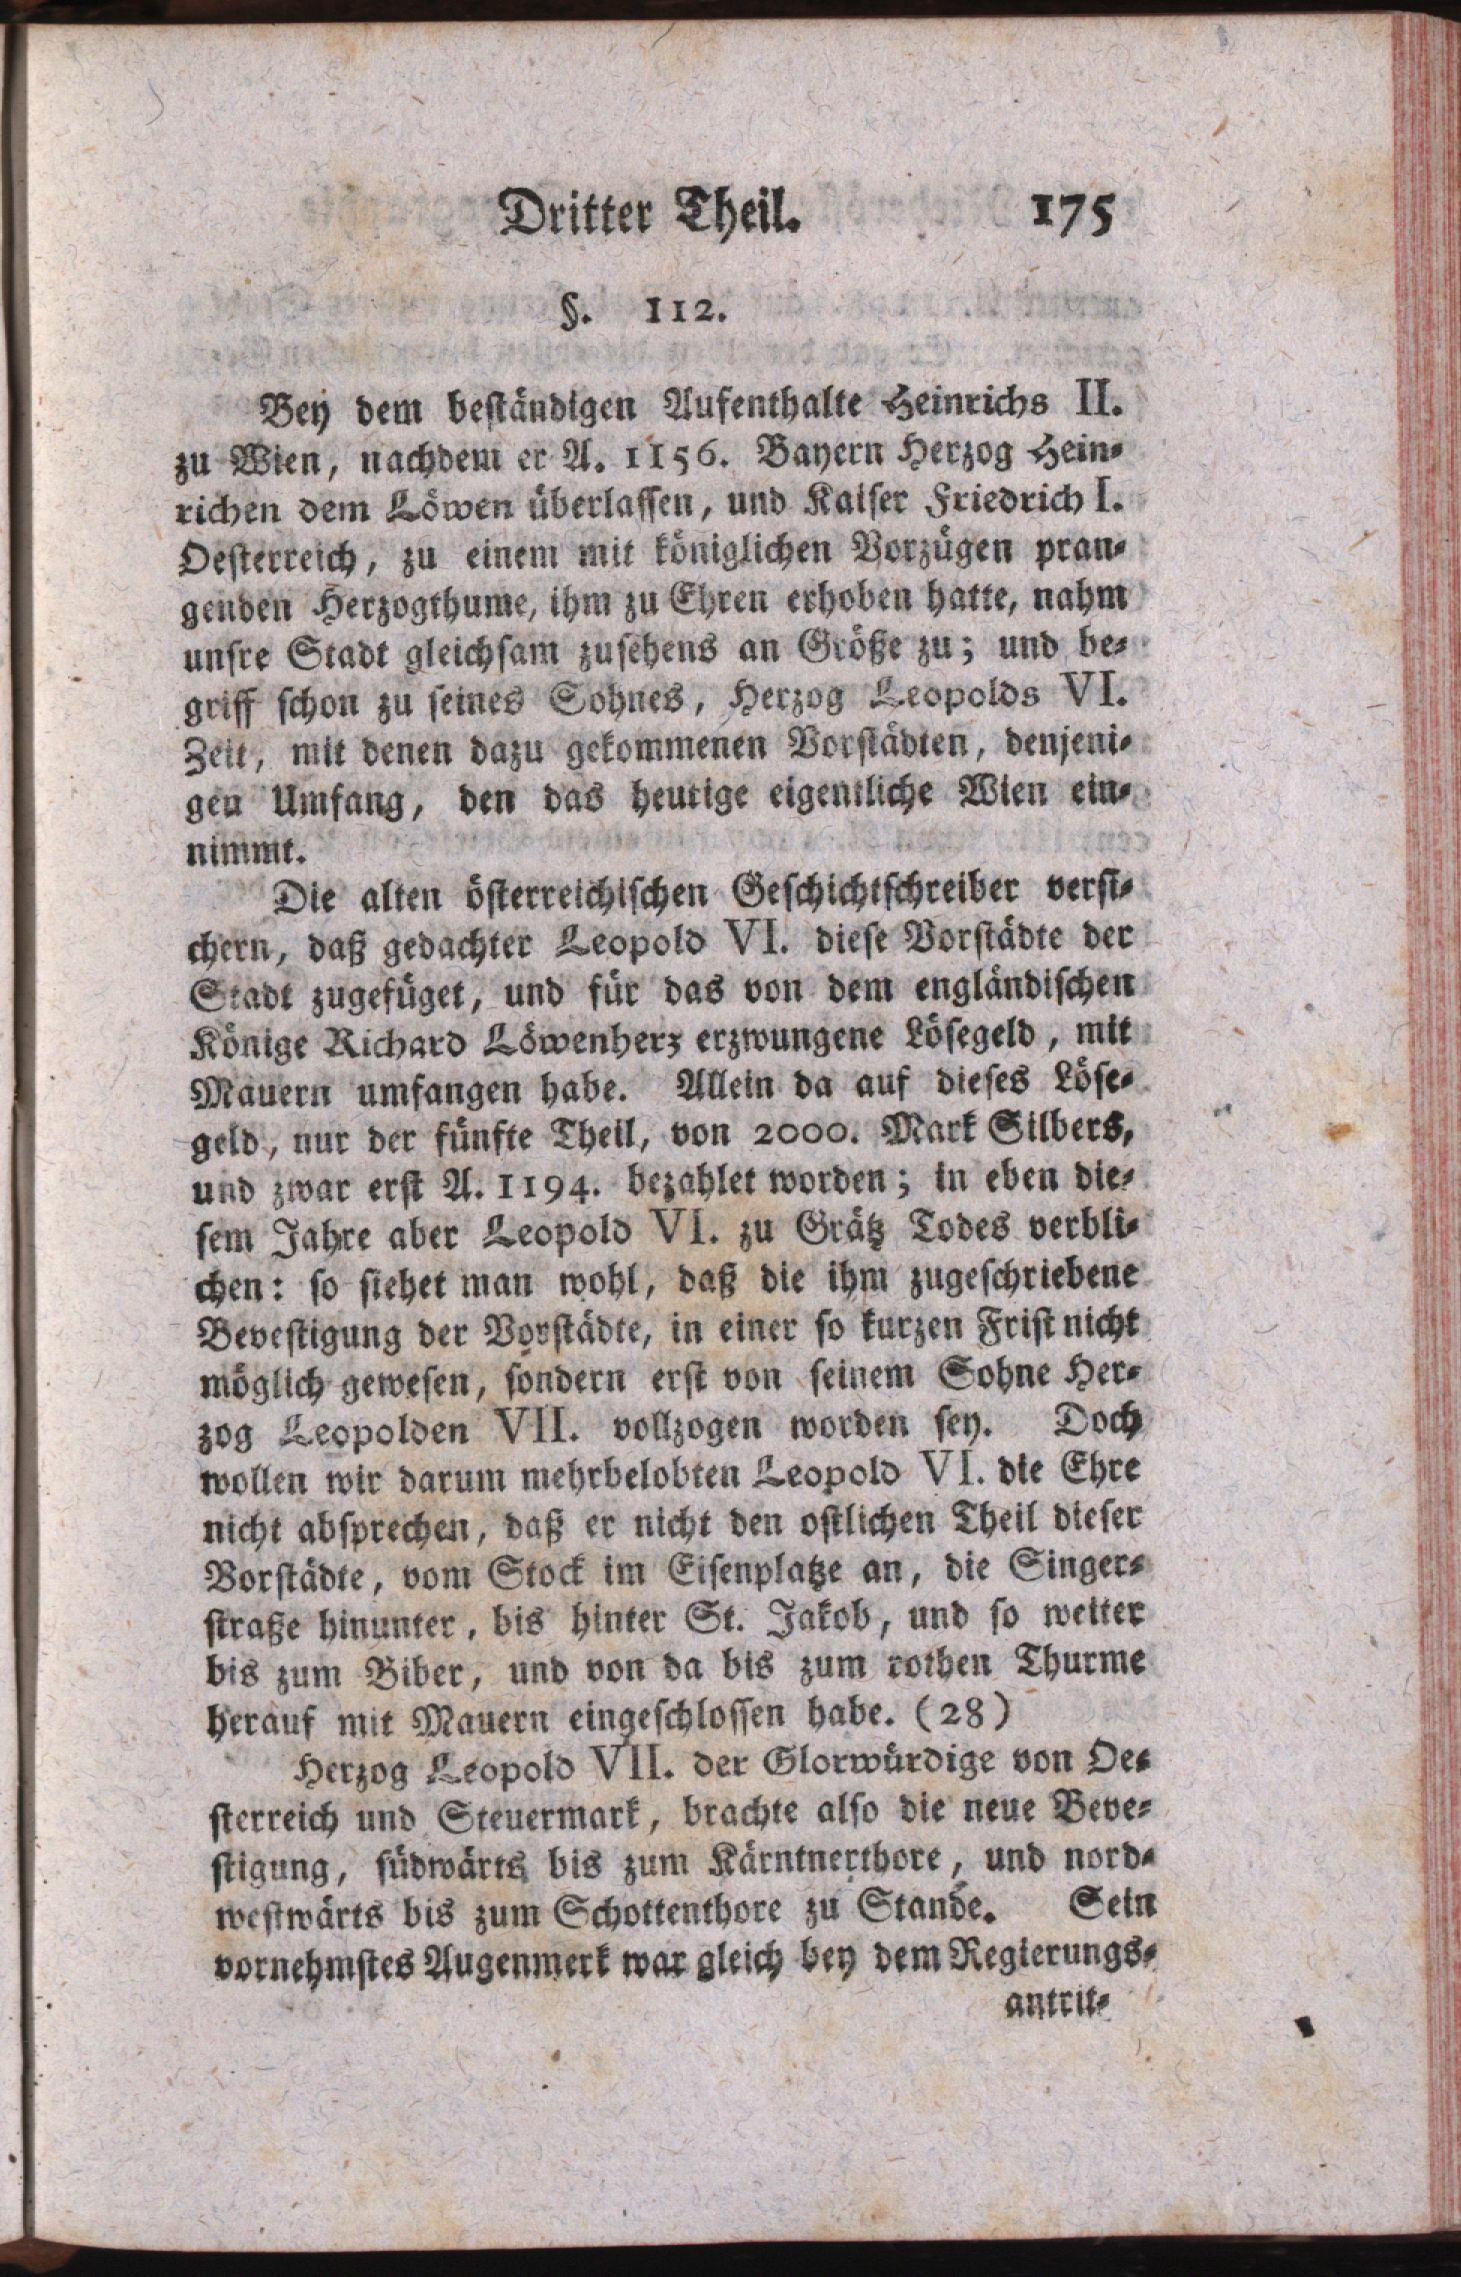 Dritter Theil. 175
§. 112.
Bey dem beständigen Aufenthalte Heinrichs II.
zu Wien, nachdem er A. 1156. Bayern Herzog Hein-
richen dem Löwen überlassen, und Kaiser Friedrich I.
Oesterreich, zu einem mit königlichen Vorzügen pran-
genden Herzogthume, ihm zu Ehren erhoben hatte, nahm
unsre Stadt gleichsam zusehens an Größe zu; und be-
griff schon zu seines Sohnes, Herzog Leopolds VI.
Zeit, mit denen dazu gekommenen Vorstädten, denjeni-
gen Umfang, den das heutige eigentliche Wien ein-
nimmt.
Die alten österreichischen Geschichtschreiber versi-
chern, daß gedachter Leopold VI. diese Vorstädte der
Stadt zugefüget, und für das von dem engländischen
Könige Richard Löwenherz erzwungene Lösegeld, mit
Mauern umfangen habe. Allein da auf dieses Löse-
geld, nur der fünfte Theil, von 2000. Mark Silbers,
und zwar erst A. 1194. bezahlet worden; in eben die-
sem Jahre aber Leopold VI. zu Grätz Todes verbli-
chen: so siehet man wohl, daß die ihm zugeschriebene
Bevestigung der Vorstädte, in einer so kurzen Frist nicht
möglich gewesen, sondern erst von seinem Sohne Her-
zog Leopolden VII. vollzogen worden sey. Doch
wollen wir darum mehrbelobten Leopold VI. die Ehre
nicht absprechen, daß er nicht den ostlichen Theil dieser
Vorstädte, vom Stock im Eisenplatze an, die Singer-
straße hinunter, bis hinter St. Jakob, und so weiter
bis zum Biber, und von da bis zum rothen Thurme
herauf mit Mauern eingeschlossen habe. (28)
Herzog Leopold VII. der Glorwürdige von Oe-
sterreich und Steuermark, brachte also die neue Beve-
stigung, südwärts bis zum Kärntnerthore, und nord-
westwärts bis zum Schottenthore zu Stande. Sein
vornehmstes Augenmerk war gleich bey dem Regierungs-
antrit-